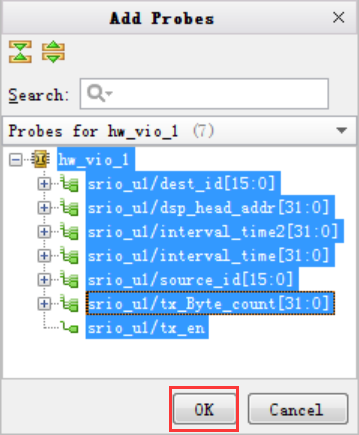 Add Probes
Search:
Probes for hw_vio_1 (7)
hw_vio_1
srio_u1/dest_id[15:0]
srio_u1/dsp_head_addr[31:0]
srio_u1/interval_time2[31:0]
srio_u1/interval_time[31:0]
srio_u1/source_id[15:0]
srio_u1/tx_Byte_count[31:0]
srio_u1/tx_en
OK Cancel